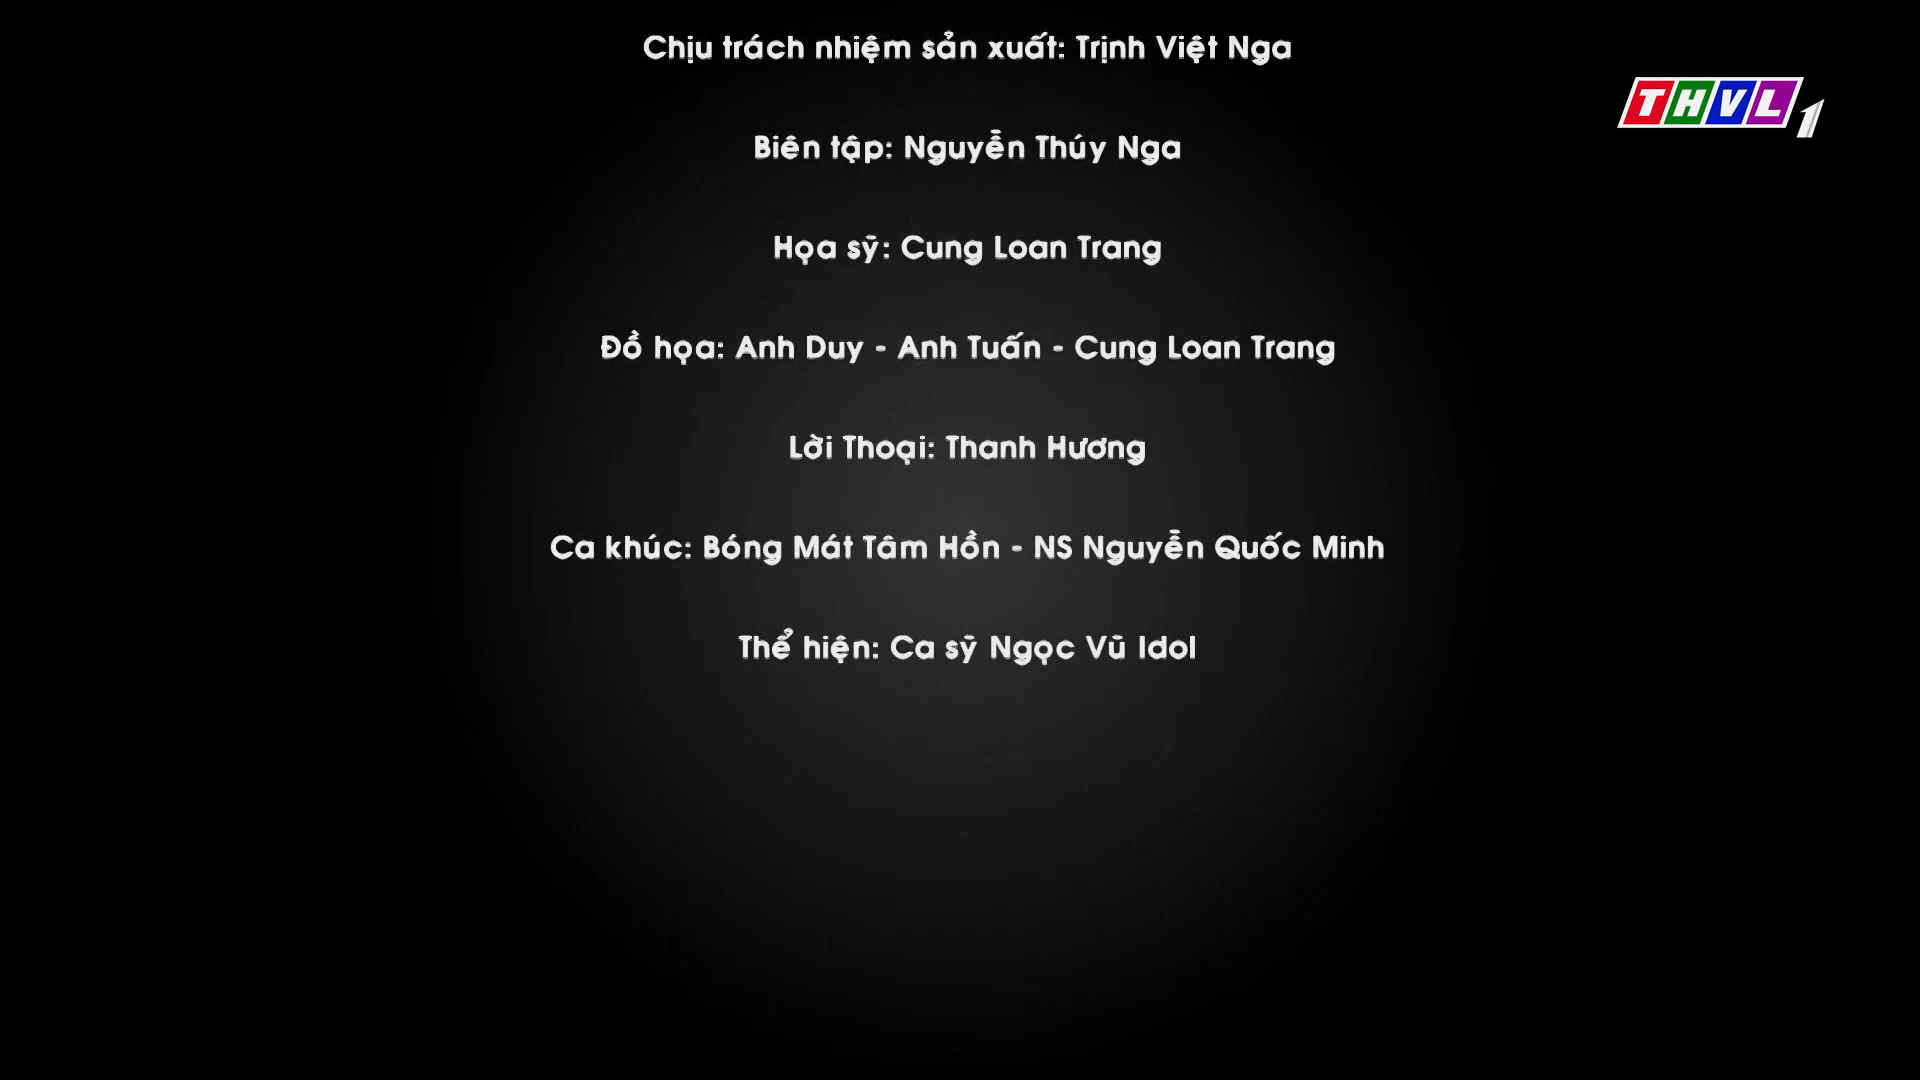 Chịu trách nhiệm sản xuất: Trịnh Việt Nga
THVL1
Biên tập: Nguyễn Thúy Nga
Họa sỹ: Cung Loan Trang
Đồ họa: Anh Duy - Anh Tuấn - Cung Loan Trang
Lời Thoại: Thanh Hương
Ca khúc: Bóng Mát Tâm Hồn - NS Nguyễn Quốc Minh
Thể hiện: Ca sỹ Ngọc Vũ Idol